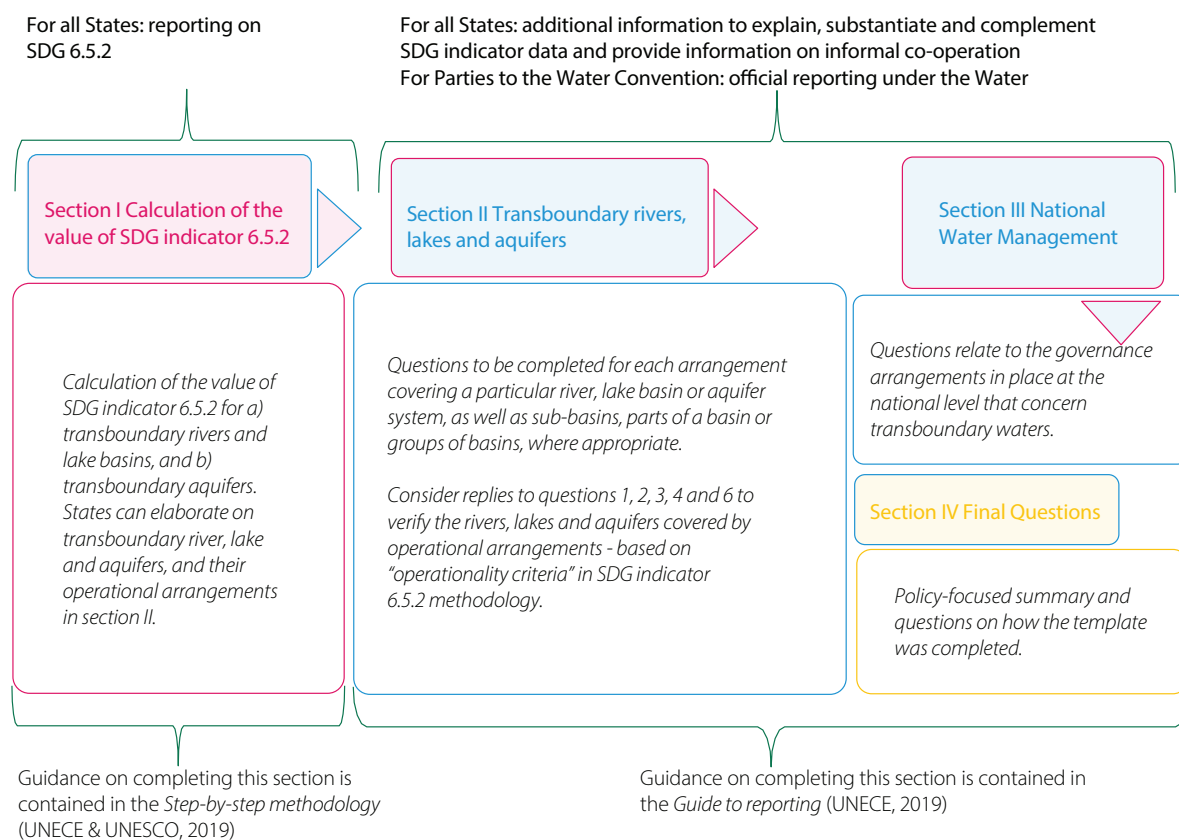 For all States: reporting on
SDG 6.5.2
For all States: additional information to explain, substantiate and complement
SDG indicator data and provide information on informal co-operation
For Parties to the Water Convention: official reporting under the Water
Section I Calculation of the
value of SDG indicator 6.5.2
Section II Transboundary rivers,
lakes and aquifers
Section III National
Water Management
Calculation of the value of
SDG indicator 6.5.2 for a)
transboundary rivers and
lake basins, and b)
transboundary aquifers.
States can elaborate on
transboundary river, lake
and aquifers, and their
operational arrangements
in section II.
Questions to be completed for each arrangement
covering a particular river, lake basin or aquifer
system, as well as sub-basins, parts of a basin or
groups of basins, where appropriate.
Consider replies to questions 1, 2, 3, 4 and 6 to
verify the rivers, lakes and aquifers covered by
operational arrangements - based on
“operationality criteria” in SDG indicator
6.5.2 methodology.
Questions relate to the governance
arrangements in place at the
national level that concern
transboundary waters.
Section IV Final Questions
Policy-focused summary and
questions on how the template
was completed.
Guidance on completing this section is
contained in the Step-by-step methodology
(UNECE & UNESCO, 2019)
Guidance on completing this section is contained in
the Guide to reporting (UNECE, 2019)